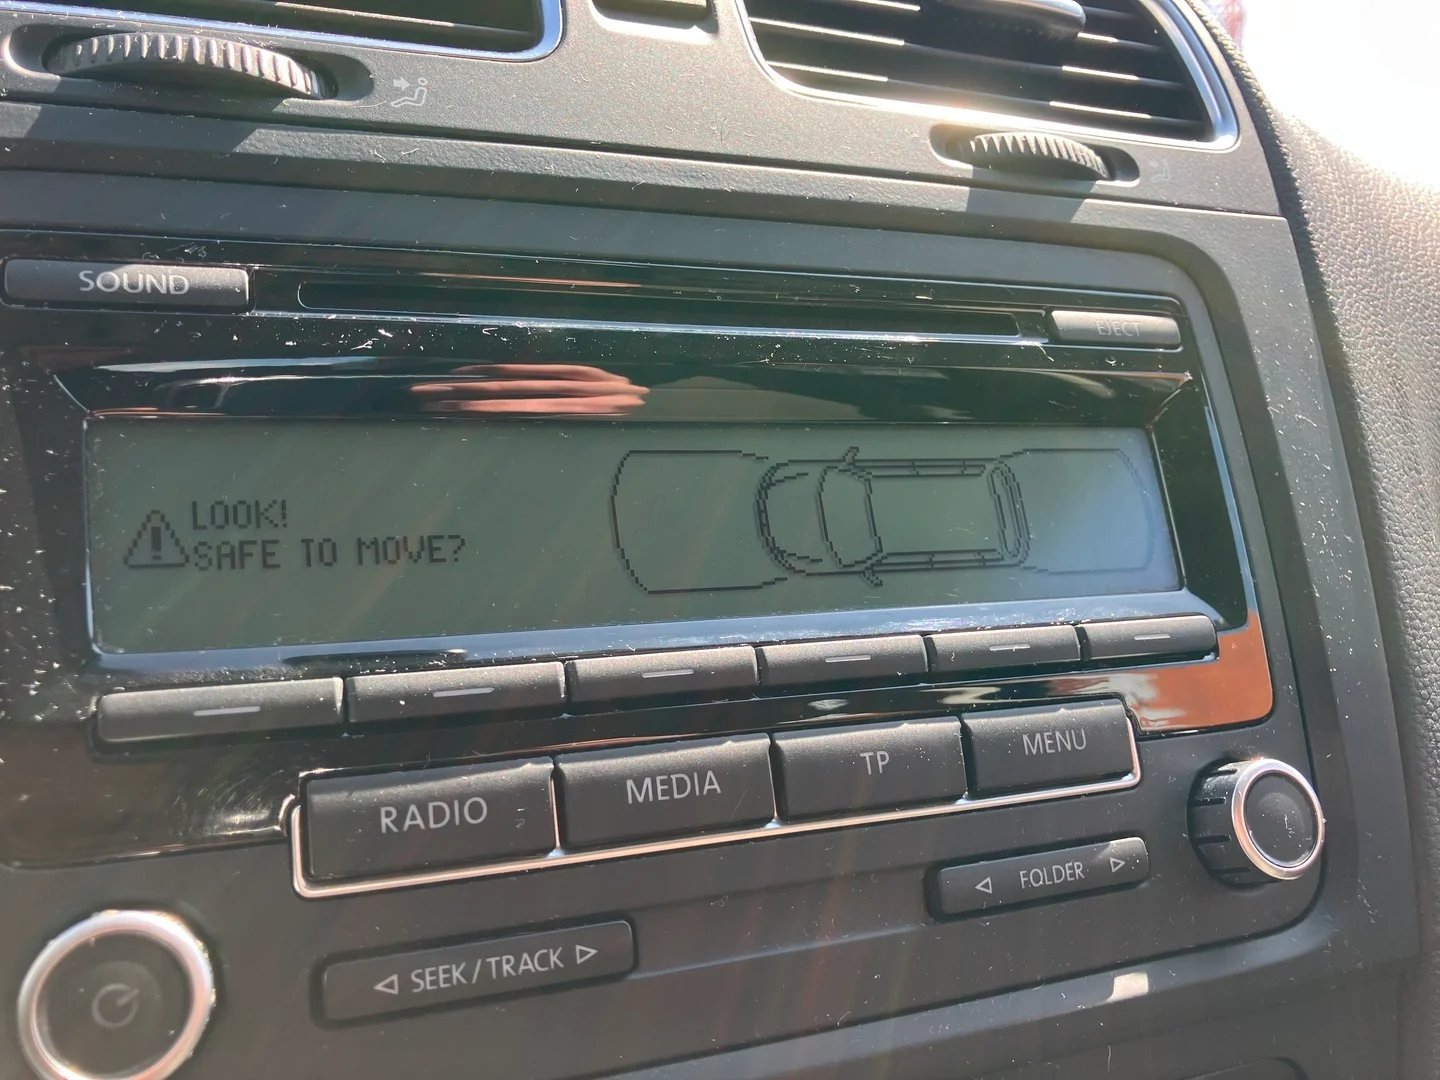 SOUND
EJECT
LOOK!
SAFE TO MOVE?
RADIO
MEDIA
TP
MENU
FOLDER
SEEK/TRACK